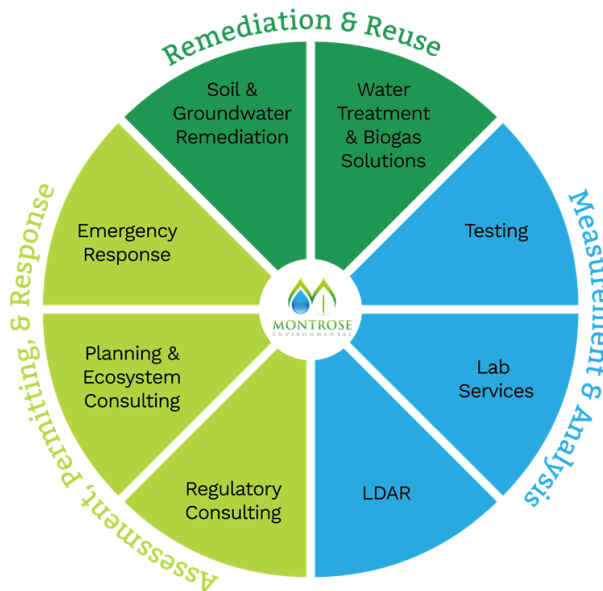 Remediation & Reuse
Soil &
Groundwater
Remediation
Water
Treatment
& Biogas
Solutions
Measurement & Analysis
Testing
Lab
Services
LDAR
Assessment, Permitting, & Response
Emergency
Response
Planning &
Ecosystem
Consulting
Regulatory
Consulting
MONTROSE
ENVIRONMENTAL